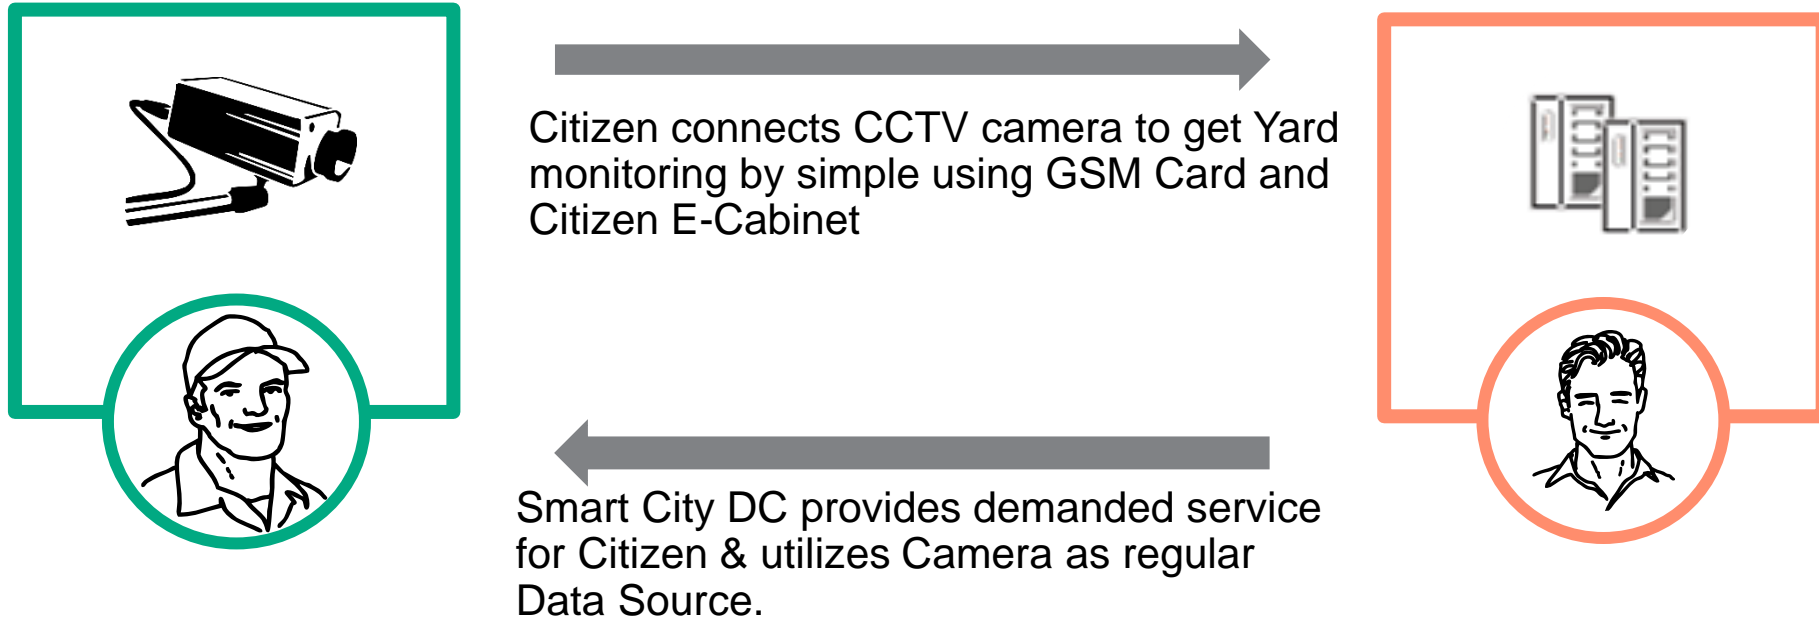 Citizen connects CCTV camera to get Yard
monitoring by simple using GSM Card and
Citizen E-Cabinet
Smart City DC provides demanded service
for Citizen & utilizes Camera as regular
Data Source.